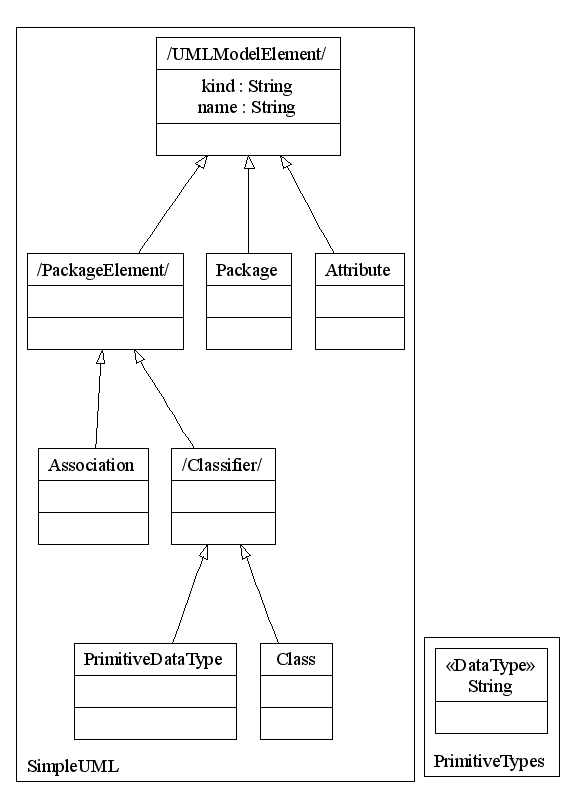 /UMLModelElement/
kind : String
name : String
/PackageElement/
Package
Attribute
Association
/Classifier/
PrimitiveDataType
Class
SimpleUML
«DataType»
String
PrimitiveTypes